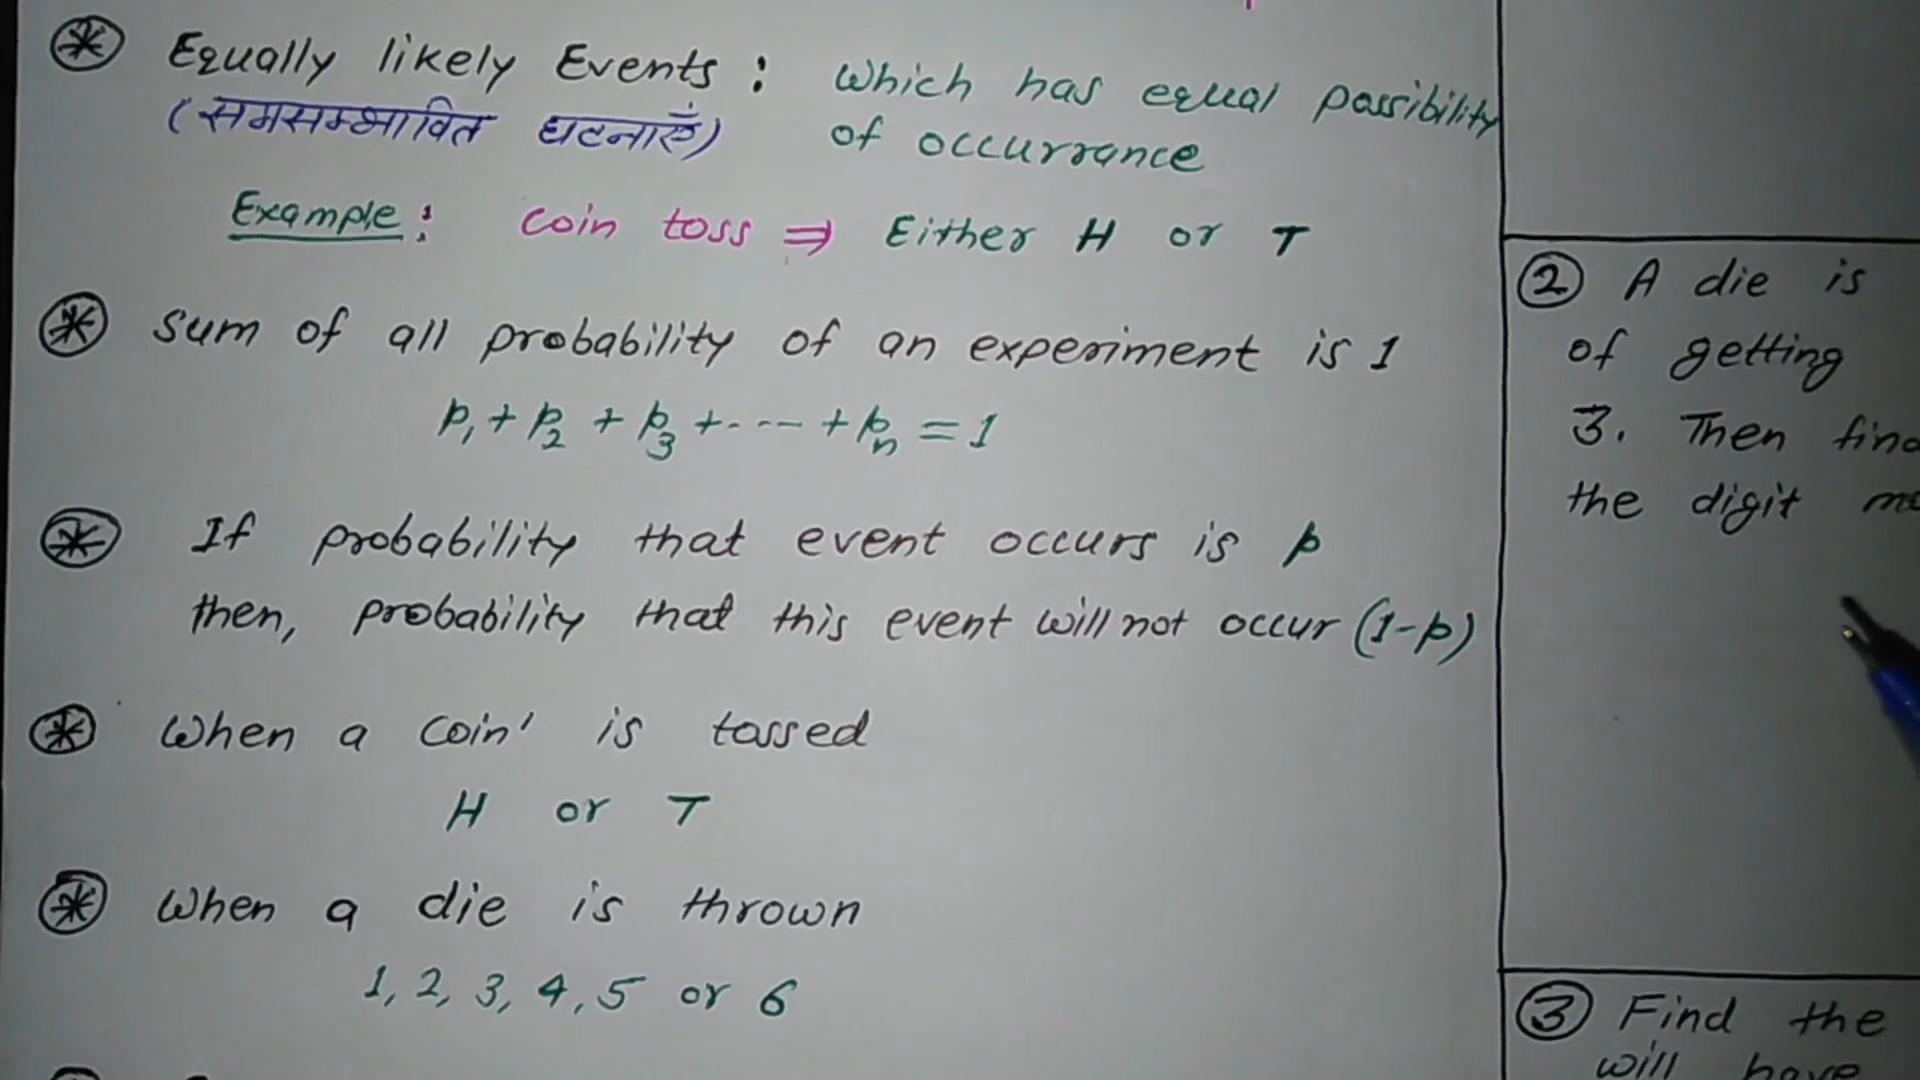 Equally likely Events : Which has equal possibility
(समसम्भावित घटनाएँ) of occurrance
Example : Coin toss ⇒ Either H or T
Sum of all probability of an experiment is 1
p₁ + p₂ + p₃ + ---- + pₙ = 1
If probability that event occurs is p
then, probability that this event will not occur (1-p)
When a coin is tossed
H or T
When a die is thrown
1, 2, 3, 4, 5 or 6
② A die is
of getting
3. Then find
the digit
③ Find the
will have